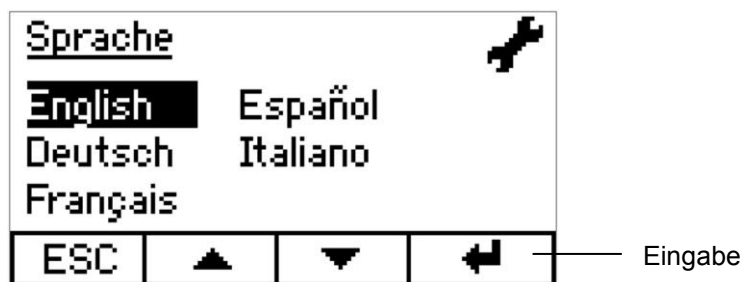 Sprache
English Español
Deutsch Italiano
Français
ESC ▲ ▼ ↵ Eingabe